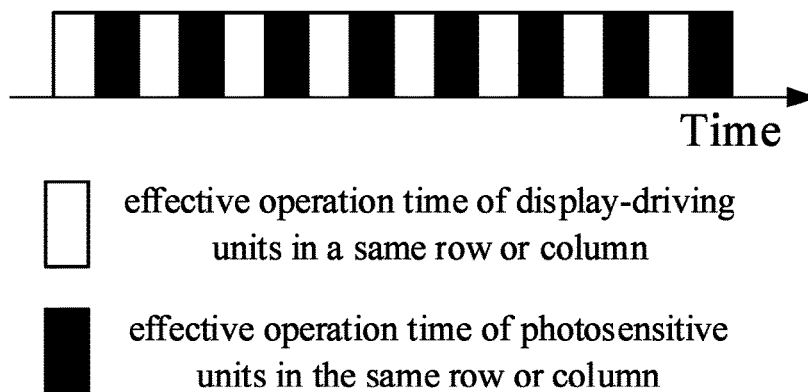 Time
effective operation time of display-driving
units in a same row or column
effective operation time of photosensitive
units in the same row or column